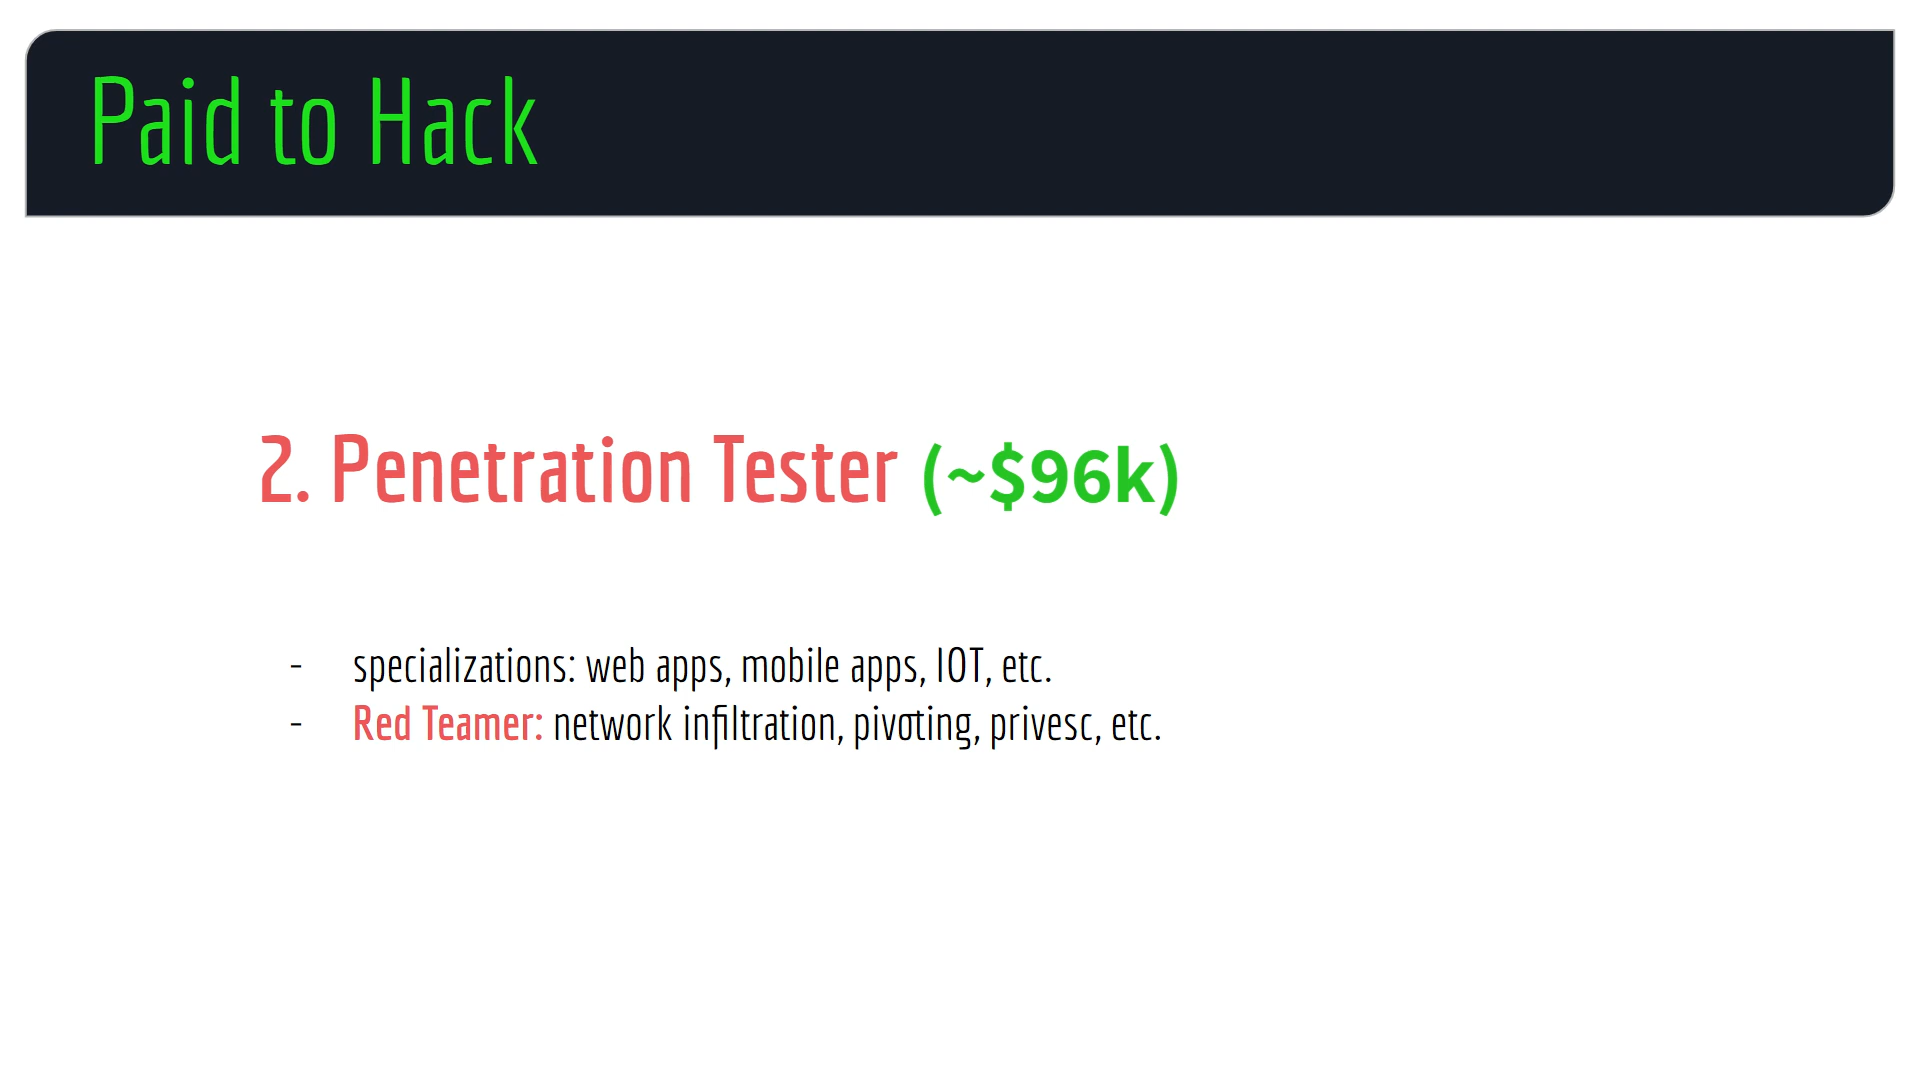 Paid to Hack
2. Penetration Tester (~$96k)
- specializations: web apps, mobile apps, IOT, etc.
- Red Teamer: network infiltration, pivoting, privesc, etc.